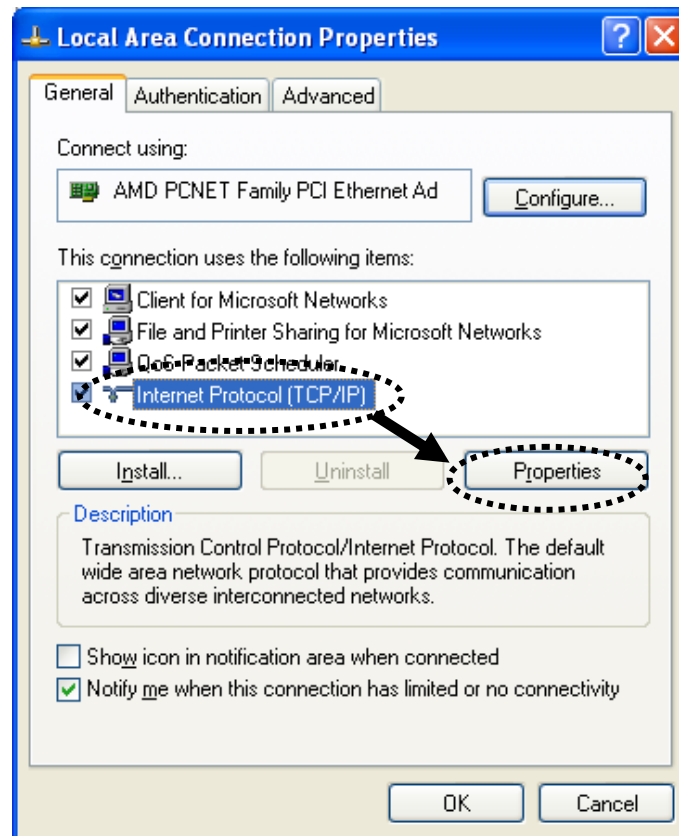 Local Area Connection Properties
General Authentication Advanced
Connect using:
AMD PCNET Family PCI Ethernet Ad Configure...
This connection uses the following items:
Client for Microsoft Networks
File and Printer Sharing for Microsoft Networks
QoS Packet Scheduler
Internet Protocol (TCP/IP)
Install... Uninstall Properties
Description
Transmission Control Protocol/Internet Protocol. The default
wide area network protocol that provides communication
across diverse interconnected networks.
Show icon in notification area when connected
Notify me when this connection has limited or no connectivity
OK Cancel